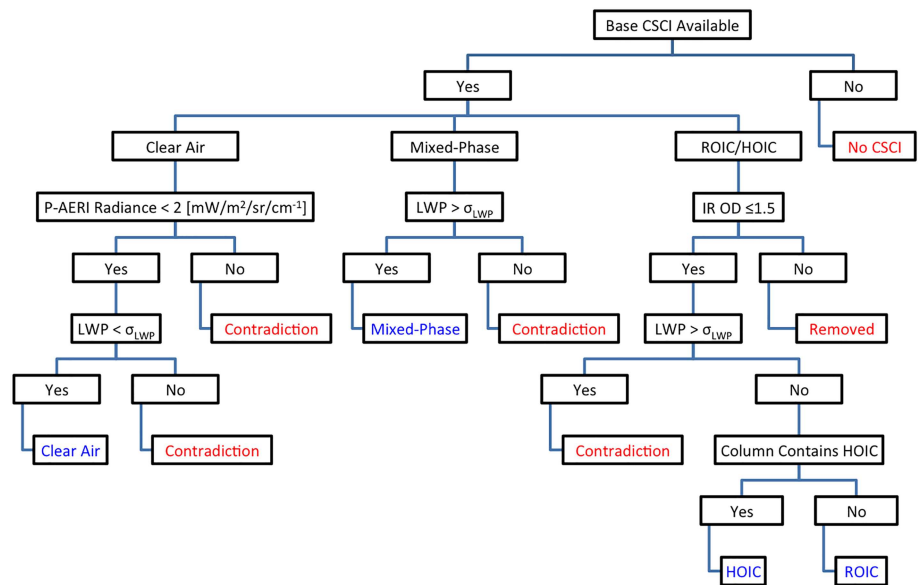 Base CSCI Available
Yes
No
Clear Air
Mixed-Phase
ROIC/HOIC
No CSCI
P-AERI Radiance < 2 [mW/m²/sr/cm⁻¹]
LWP > σLWP
IR OD ≤1.5
Yes
No
Yes
No
Yes
No
LWP < σLWP
Contradiction
Mixed-Phase
Contradiction
LWP > σLWP
Removed
Yes
No
Yes
No
Clear Air
Contradiction
Contradiction
Column Contains HOIC
Yes
No
HOIC
ROIC